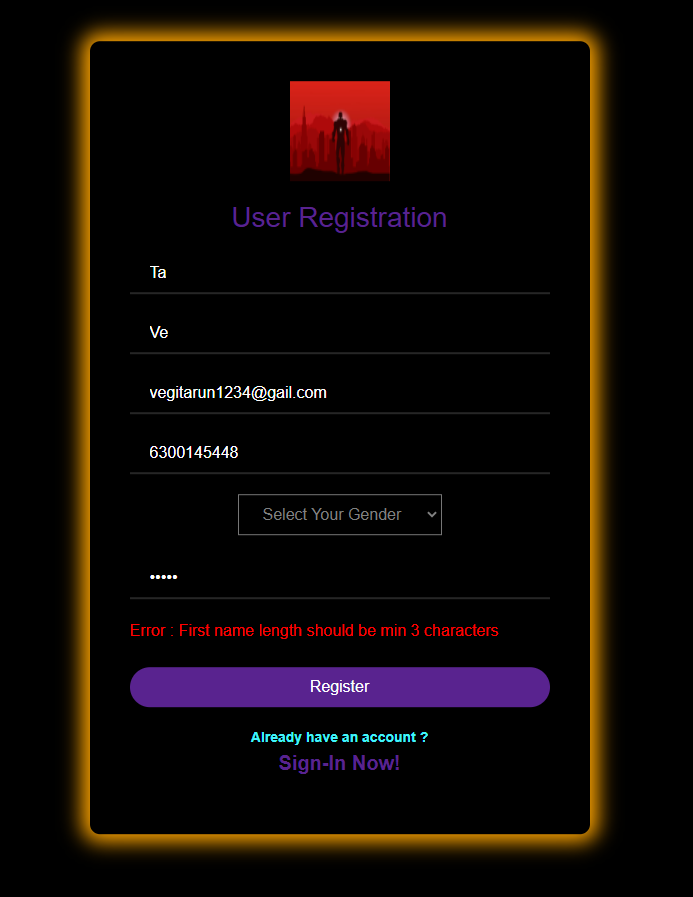 User Registration
Ta
Ve
vegitarun1234@gail.com
6300145448
Select Your Gender
•••••
Error : First name length should be min 3 characters
Register
Already have an account ?
Sign-In Now!